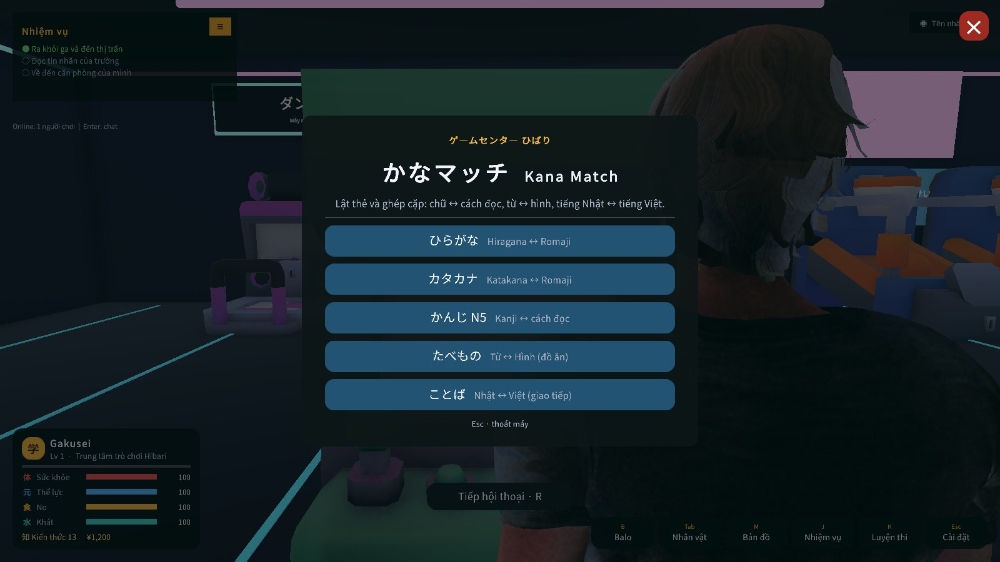 Nhiệm vụ
☰
Ra khỏi ga và đến thị trấn
Đọc tin nhắn của trường
Về đến căn phòng của mình
Online: 1 người chơi | Enter: chat
ダン
Máy
Tên nhâ
ゲームセンター ひばり
かなマッチ Kana Match
Lật thẻ và ghép cặp: chữ ↔ cách đọc, từ ↔ hình, tiếng Nhật ↔ tiếng Việt.
ひらがな Hiragana ↔ Romaji
カタカナ Katakana ↔ Romaji
かんじ N5 Kanji ↔ cách đọc
たべもの Từ ↔ Hình (đồ ăn)
ことば Nhật ↔ Việt (giao tiếp)
Esc · thoát máy
学 Gakusei
Lv 1 · Trung tâm trò chơi Hibari
体 Sức khỏe 100
元 Thể lực 100
食 No 100
水 Khát 100
知 Kiến thức 13 ¥1,200
Tiếp hội thoại · R
B Balo
Tab Nhân vật
M Bản đồ
J Nhiệm vụ
K Luyện thi
Esc Cài đặt